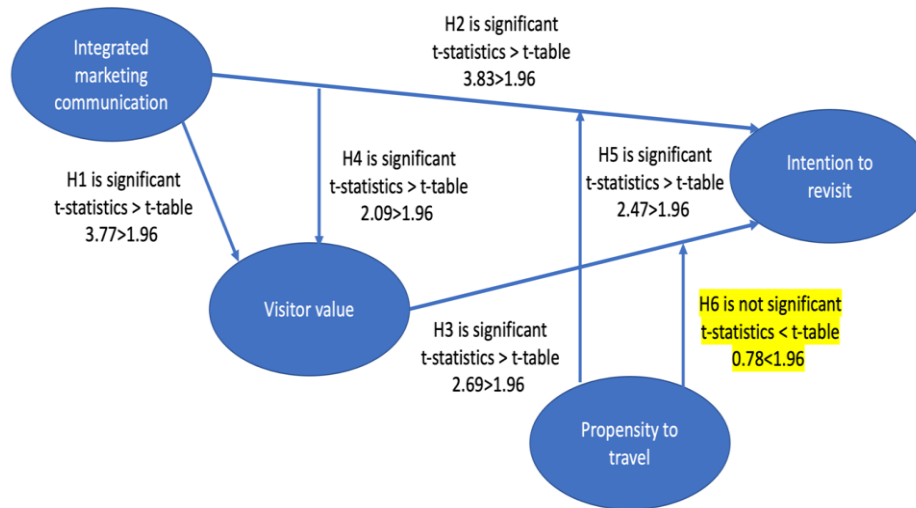 Integrated
marketing
communication
H2 is significant
t-statistics > t-table
3.83>1.96
H1 is significant
t-statistics > t-table
3.77>1.96
H4 is significant
t-statistics > t-table
2.09>1.96
H5 is significant
t-statistics > t-table
2.47>1.96
Intention to
revisit
Visitor value
H3 is significant
t-statistics > t-table
2.69>1.96
H6 is not significant
t-statistics < t-table
0.78<1.96
Propensity to
travel